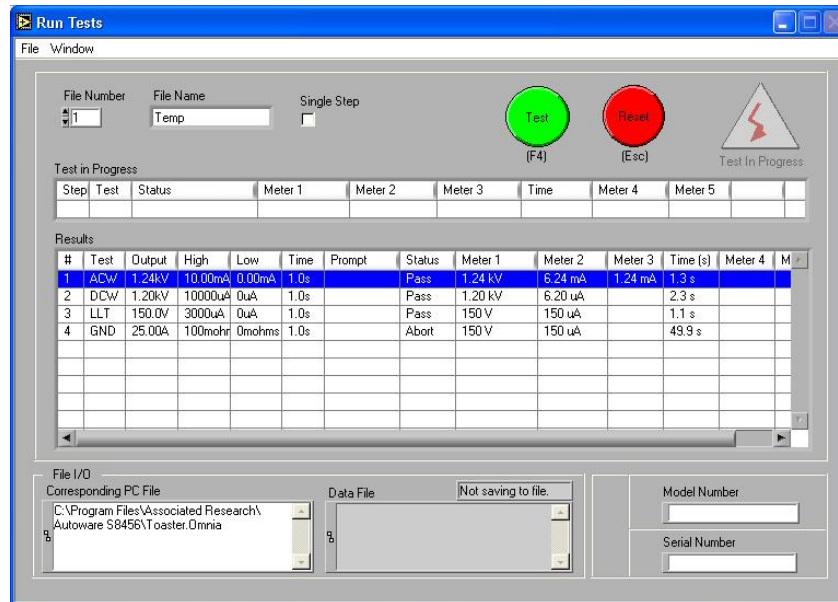 Run Tests
File Window
File Number File Name Single Step
1 Temp
Test Reset
(F4) (Esc) Test In Progress
Test in Progress
Step Test Status Meter 1 Meter 2 Meter 3 Time Meter 4 Meter 5
Results
# Test Output High Low Time Prompt Status Meter 1 Meter 2 Meter 3 Time (s) Meter 4 M
1 ACW 1.24kV 10.00mA 0.00mA 1.0s Pass 1.24 kV 6.24 mA 1.24 mA 1.3 s
2 DCW 1.20kV 10000uA 0uA 1.0s Pass 1.20 kV 6.20 uA 2.3 s
3 LLT 150.0V 3000uA 0uA 1.0s Pass 150 V 150 uA 1.1 s
4 GND 25.00A 100mohr 0mohms 1.0s Abort 150 V 150 uA 49.9 s
File I/O
Corresponding PC File Data File Not saving to file. Model Number
C:\Program Files\Associated Research\
Autoware S8456\Toaster.Omnia
Serial Number